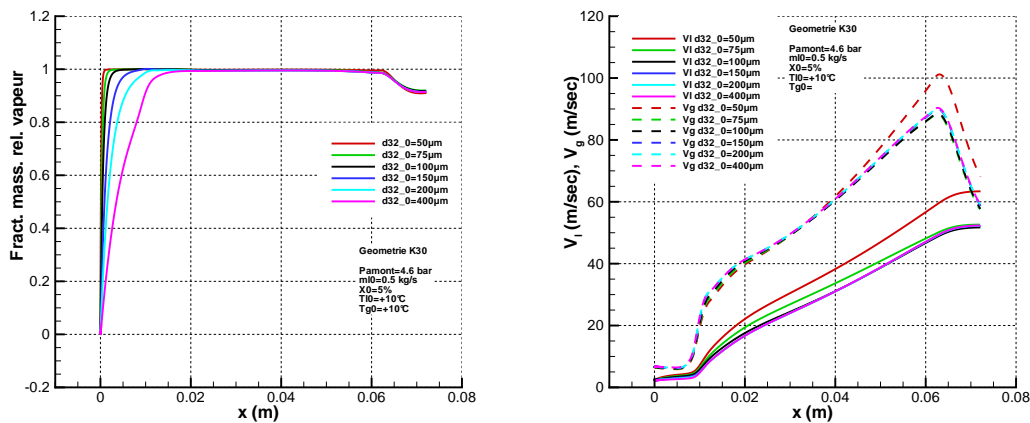 1.2
1
0.8
0.6
0.4
0.2
0
-0.2
Fract. mass. rel. vapeur
d32_0=50µm
d32_0=75µm
d32_0=100µm
d32_0=150µm
d32_0=200µm
d32_0=400µm
Geometrie K30
Pamont=4.6 bar
ml0=0.5 kg/s
X0=5%
Tl0=+10°C
Tg0=+10°C
0 0.02 0.04 0.06 0.08
x (m)
120
100
80
60
40
20
0
Vl (m/sec), Vg (m/sec)
Vl d32_0=50µm
Vl d32_0=75µm
Vl d32_0=100µm
Vl d32_0=150µm
Vl d32_0=200µm
Vl d32_0=400µm
Vg d32_0=50µm
Vg d32_0=75µm
Vg d32_0=100µm
Vg d32_0=150µm
Vg d32_0=200µm
Vg d32_0=400µm
Geometrie K30
Pamont=4.6 bar
ml0=0.5 kg/s
X0=5%
Tl0=+10°C
Tg0=
0 0.02 0.04 0.06 0.08
x (m)